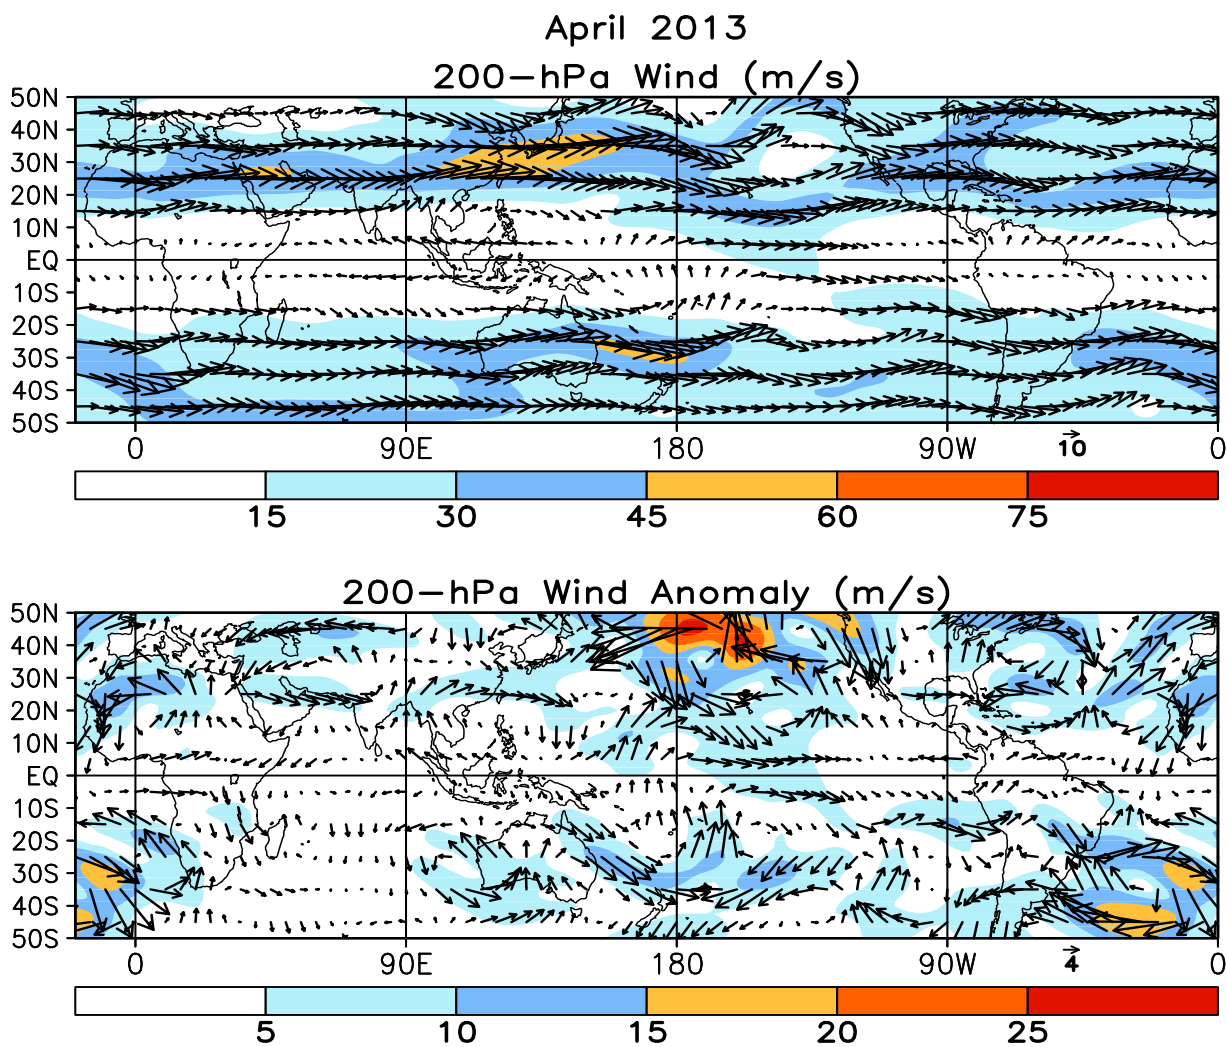 April 2013
200-hPa Wind (m/s)
50N
40N
30N
20N
10N
EQ
10S
20S
30S
40S
50S
0 90E 180 90W 10 0
15 30 45 60 75
200-hPa Wind Anomaly (m/s)
50N
40N
30N
20N
10N
EQ
10S
20S
30S
40S
50S
0 90E 180 90W 4 0
5 10 15 20 25